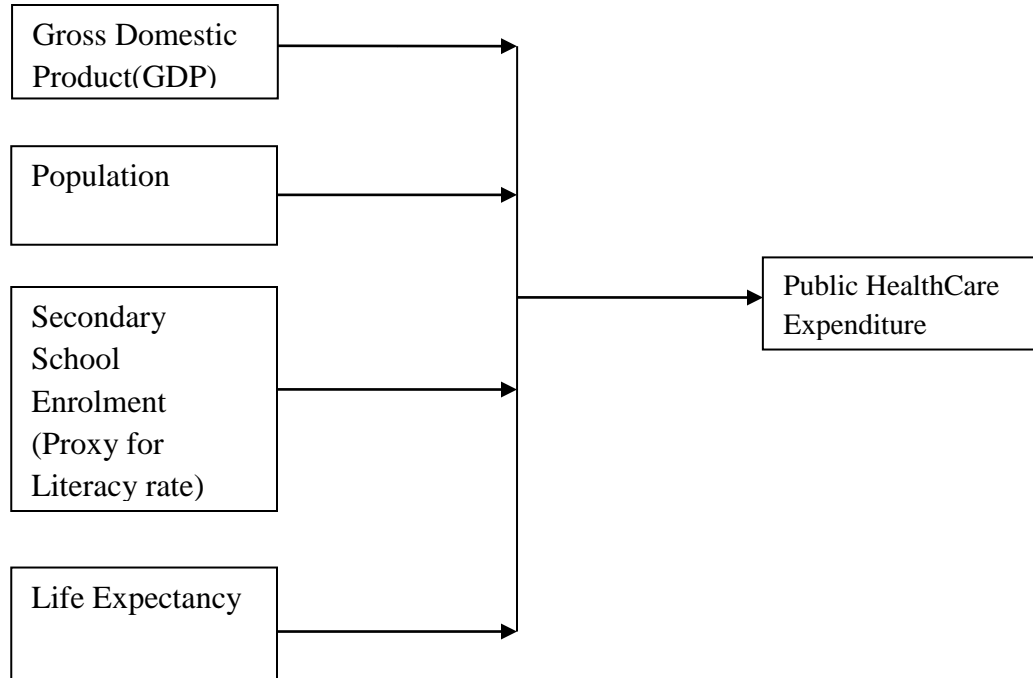 Gross Domestic
Product(GDP)
Population
Secondary
School
Enrolment
(Proxy for
Literacy rate)
Life Expectancy
Public HealthCare
Expenditure